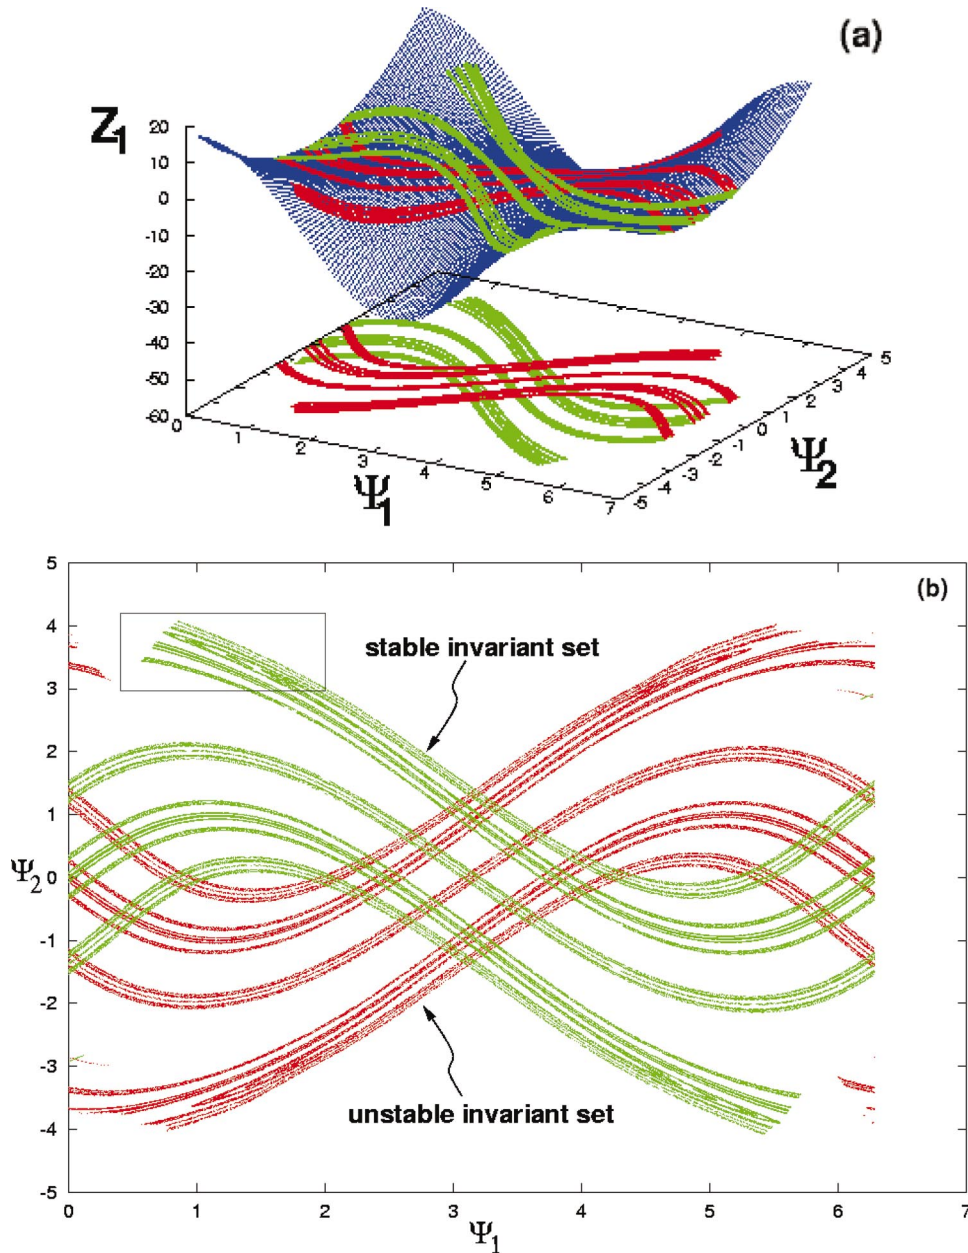 (a)
Z1
20
10
0
-10
-20
-30
-40
-50
-60
0 1 2 3 4 5 6 7
Ψ1
-5 -4 -3 -2 -1 0 1 2 3 4 5
Ψ2
(b)
5
4
3
2
1
0
-1
-2
-3
-4
-5
Ψ2
stable invariant set
unstable invariant set
0 1 2 3 4 5 6 7
Ψ1